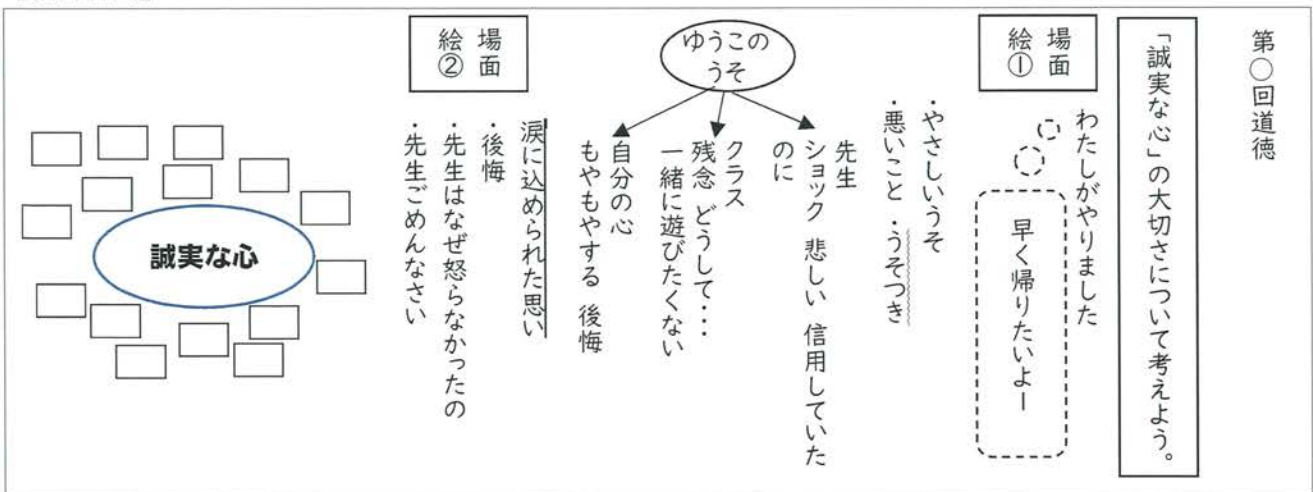 第○回道徳
「誠実な心」の大切さについて考えよう。
場面
絵①
わたしがやりました
早く帰りたいよー
・やさしいうそ
・悪いこと・うそつき
ゆうこの
うそ
先生
ショック 悲しい 信用していた
のに
クラス
残念 どうして・・・
一緒に遊びたくない
自分の心
もやもやする 後悔
場面
絵②
涙に込められた思い
・後悔
・先生はなぜ怒らなかったの
・先生ごめんなさい
誠実な心